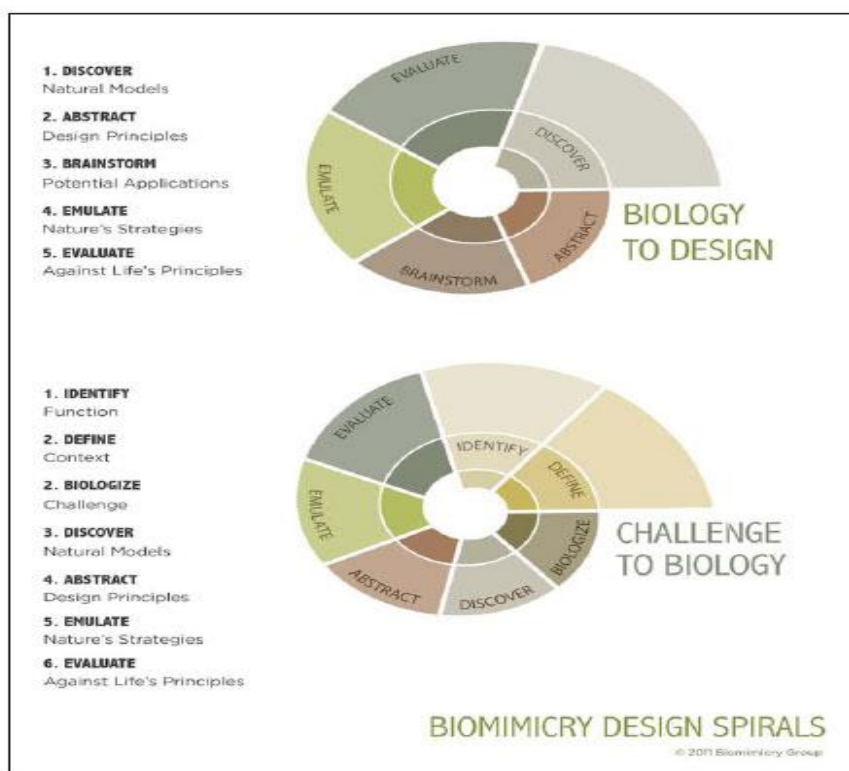 1. DISCOVER
Natural Models
2. ABSTRACT
Design Principles
3. BRAINSTORM
Potential Applications
4. EMULATE
Nature's Strategies
5. EVALUATE
Against Life's Principles
EVALUATE
DISCOVER
EMULATE
ABSTRACT
BRAINSTORM
BIOLOGY
TO DESIGN
1. IDENTIFY
Function
2. DEFINE
Context
2. BIOLOGIZE
Challenge
3. DISCOVER
Natural Models
4. ABSTRACT
Design Principles
5. EMULATE
Nature's Strategies
6. EVALUATE
Against Life's Principles
EVALUATE
IDENTIFY
DEFINE
EMULATE
BIOLOGIZE
ABSTRACT
DISCOVER
CHALLENGE
TO BIOLOGY
BIOMIMICRY DESIGN SPIRALS
© 2011 Biomimicry Group